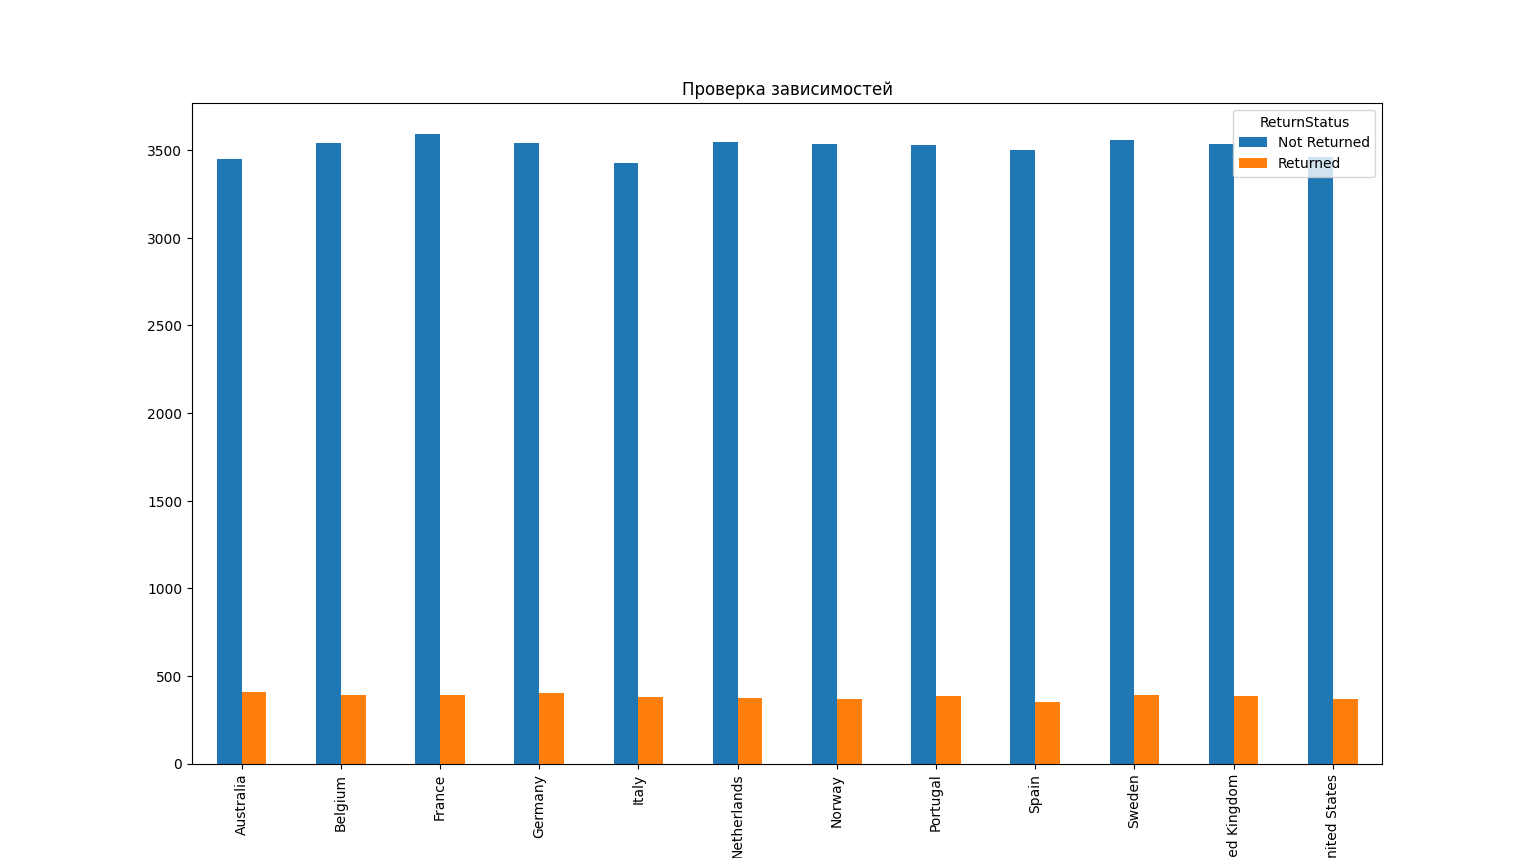 Проверка зависимостей
ReturnStatus
Not Returned
Returned
3500
3000
2500
2000
1500
1000
500
0
Australia
Belgium
France
Germany
Italy
Netherlands
Norway
Portugal
Spain
Sweden
ed Kingdom
nited States